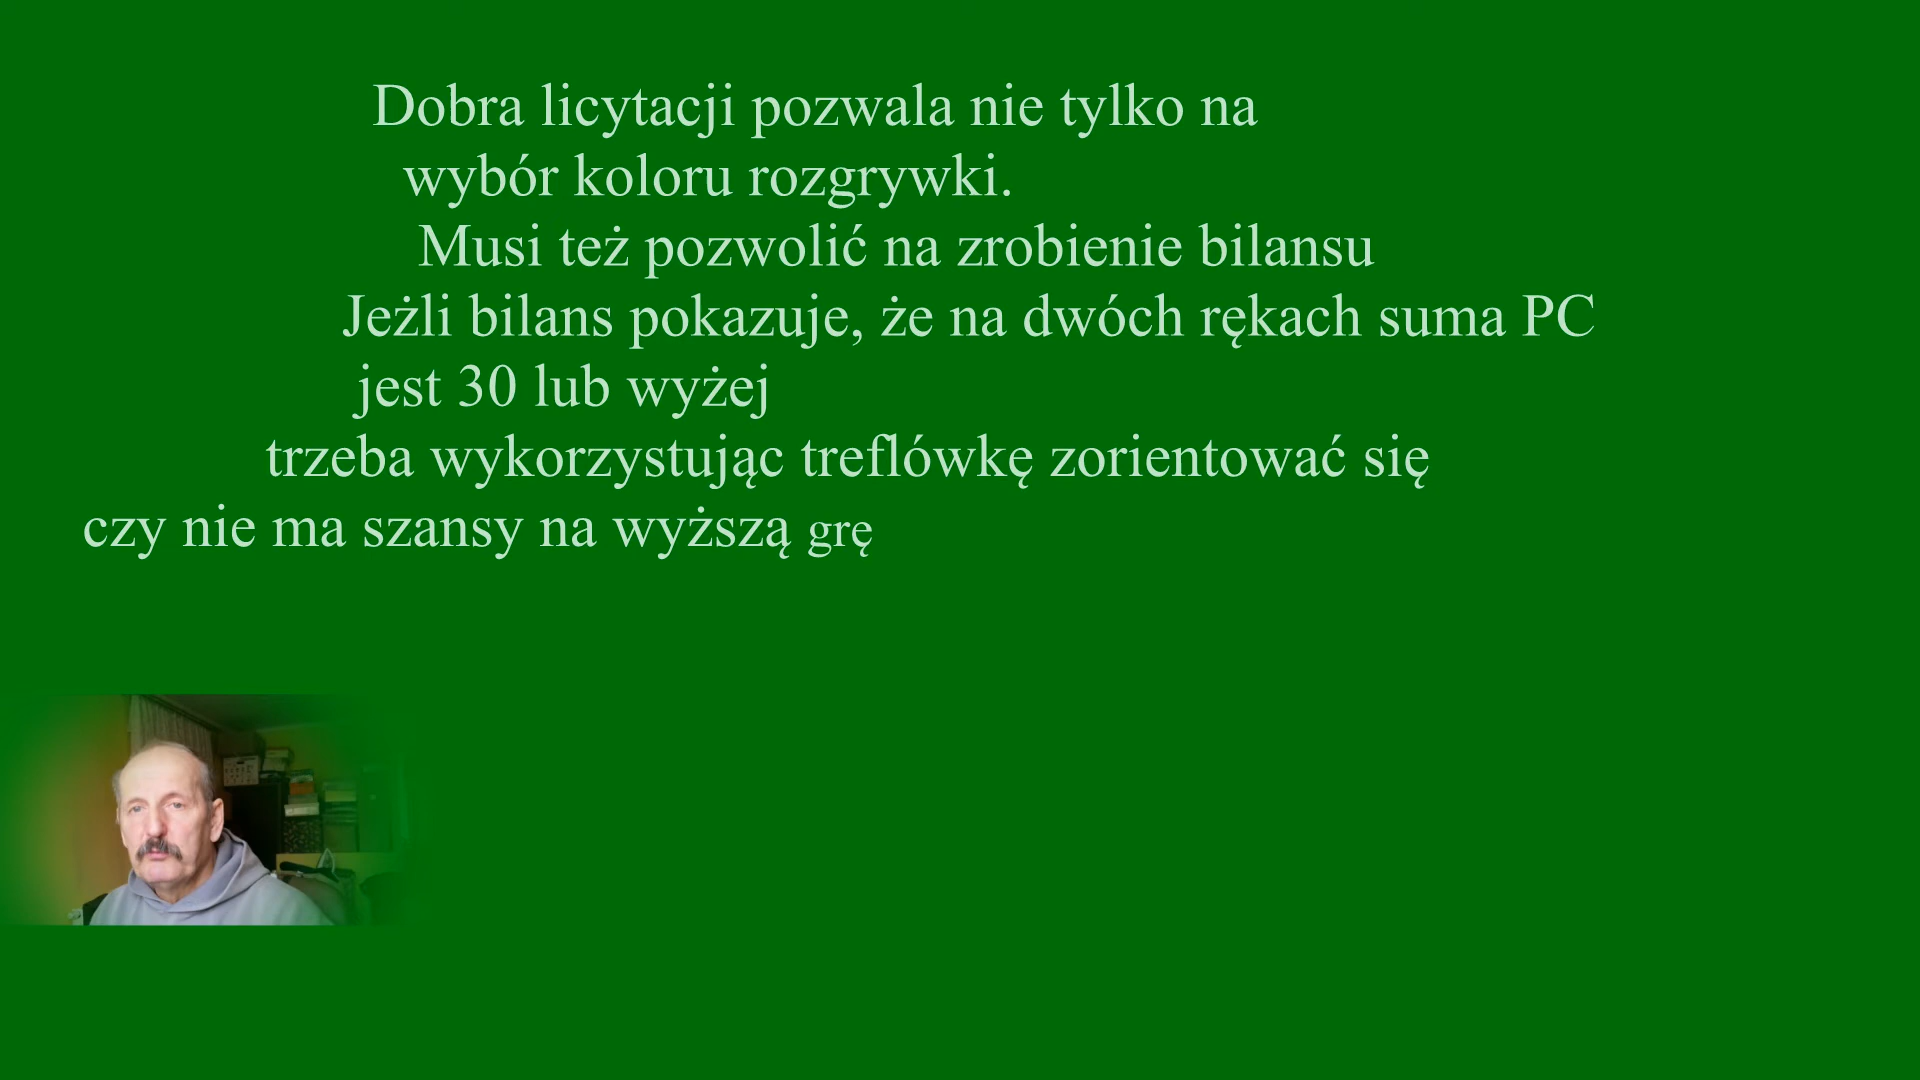 Dobra licytacji pozwala nie tylko na
wybór koloru rozgrywki.
Musi też pozwolić na zrobienie bilansu
Jeżli bilans pokazuje, że na dwóch rękach suma PC
jest 30 lub wyżej
trzeba wykorzystując treflówkę zorientować się
czy nie ma szansy na wyższą grę